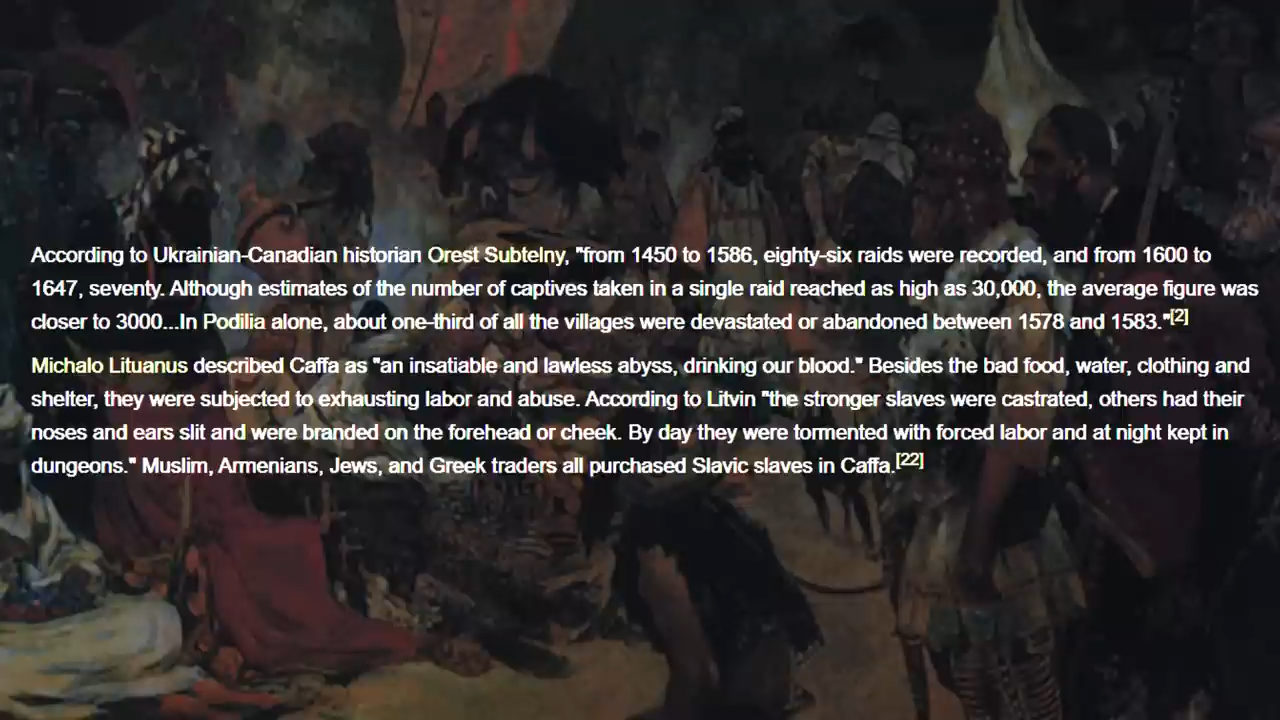 According to Ukrainian-Canadian historian Orest Subtelny, "from 1450 to 1586, eighty-six raids were recorded, and from 1600 to
1647, seventy. Although estimates of the number of captives taken in a single raid reached as high as 30,000, the average figure was
closer to 3000...In Podilia alone, about one-third of all the villages were devastated or abandoned between 1578 and 1583."[2]
Michalo Lituanus described Caffa as "an insatiable and lawless abyss, drinking our blood." Besides the bad food, water, clothing and
shelter, they were subjected to exhausting labor and abuse. According to Litvin "the stronger slaves were castrated, others had their
noses and ears slit and were branded on the forehead or cheek. By day they were tormented with forced labor and at night kept in
dungeons." Muslim, Armenians, Jews, and Greek traders all purchased Slavic slaves in Caffa.[22]